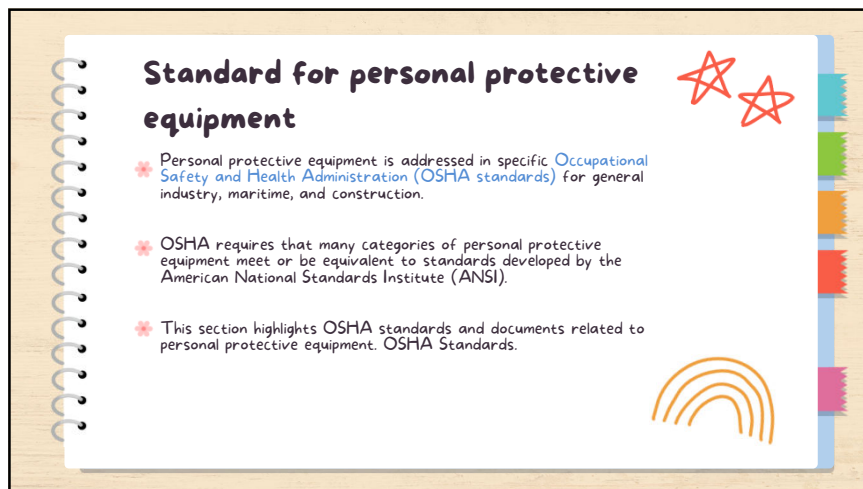 Standard for personal protective
equipment
Personal protective equipment is addressed in specific Occupational
Safety and Health Administration (OSHA standards) for general
industry, maritime, and construction.
OSHA requires that many categories of personal protective
equipment meet or be equivalent to standards developed by the
American National Standards Institute (ANSI).
This section highlights OSHA standards and documents related to
personal protective equipment. OSHA Standards.